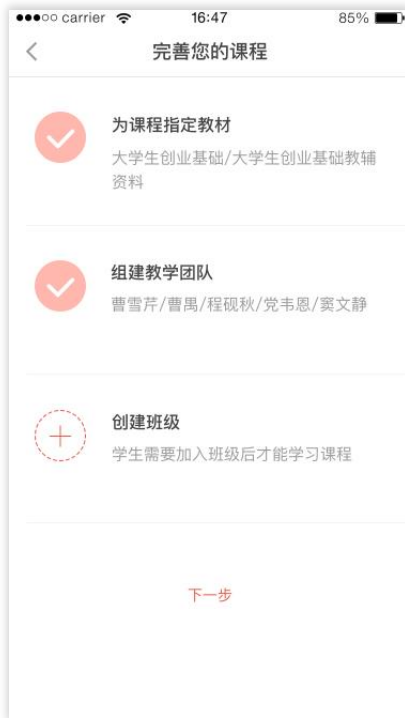 carrier 16:47 85%
完善您的课程
为课程指定教材
大学生创业基础/大学生创业基础教辅
资料
组建教学团队
曹雪芹/曹禺/程砚秋/党韦恩/窦文静
创建班级
学生需要加入班级后才能学习课程
下一步